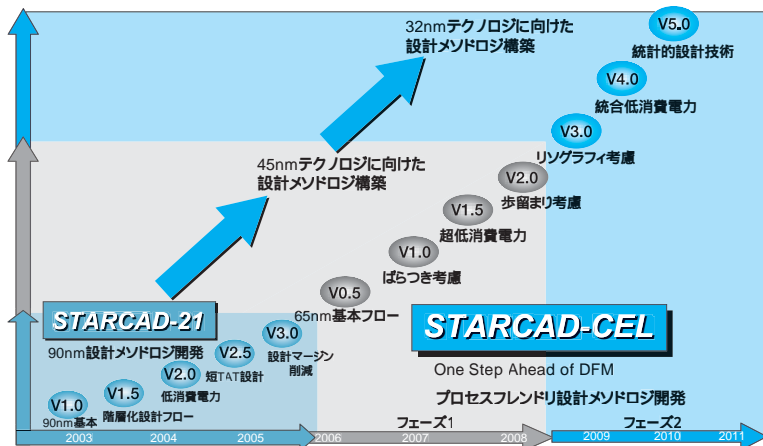 32nmテクノロジに向けた
設計メソドロジ構築
V5.0
統計的設計技術
V4.0
統合低消費電力
V3.0
リソグラフィ考慮
45nmテクノロジに向けた
設計メソドロジ構築
V2.0
歩留まり考慮
V1.5
超低消費電力
V1.0
ばらつき考慮
V0.5
65nm基本フロー
STARCAD-21
90nm設計メソドロジ開発
V3.0
設計マージン
削減
V2.5
短TAT設計
V2.0
低消費電力
V1.5
階層化設計フロー
V1.0
90nm基本
STARCAD-CEL
One Step Ahead of DFM
プロセスフレンドリ設計メソドロジ開発
フェーズ1
フェーズ2
2003 2004 2005 2006 2007 2008 2009 2010 2011